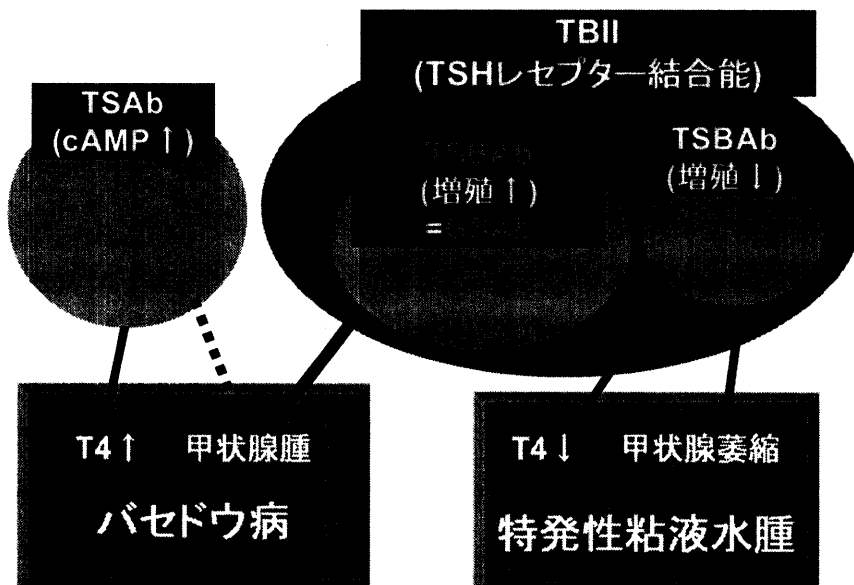 TBII
(TSHレセプター結合能)
TSAb
(cAMP↑)
TSBAb
(増殖↓)
(増殖↑)
=
T4↑ 甲状腺腫
バセドウ病
T4↓ 甲状腺萎縮
特発性粘液水腫